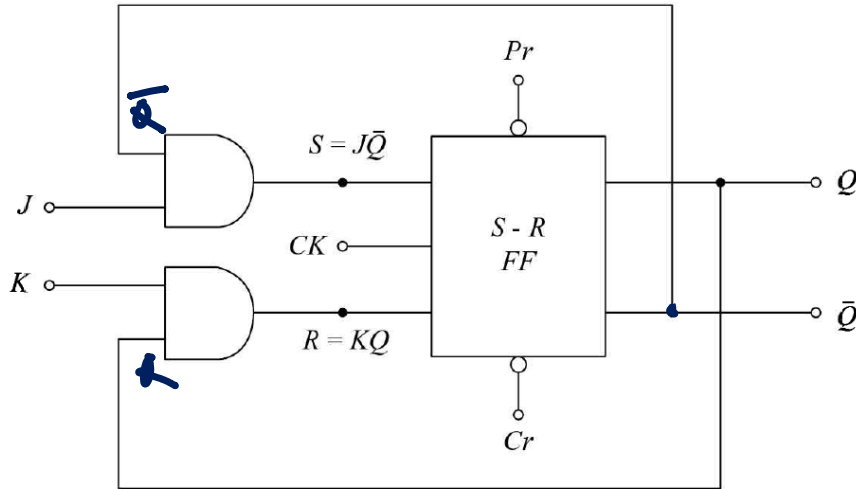 Pr
Q̄
S = JQ̄
J
Q
CK
S - R
FF
K
Q̄
R = KQ
Cr